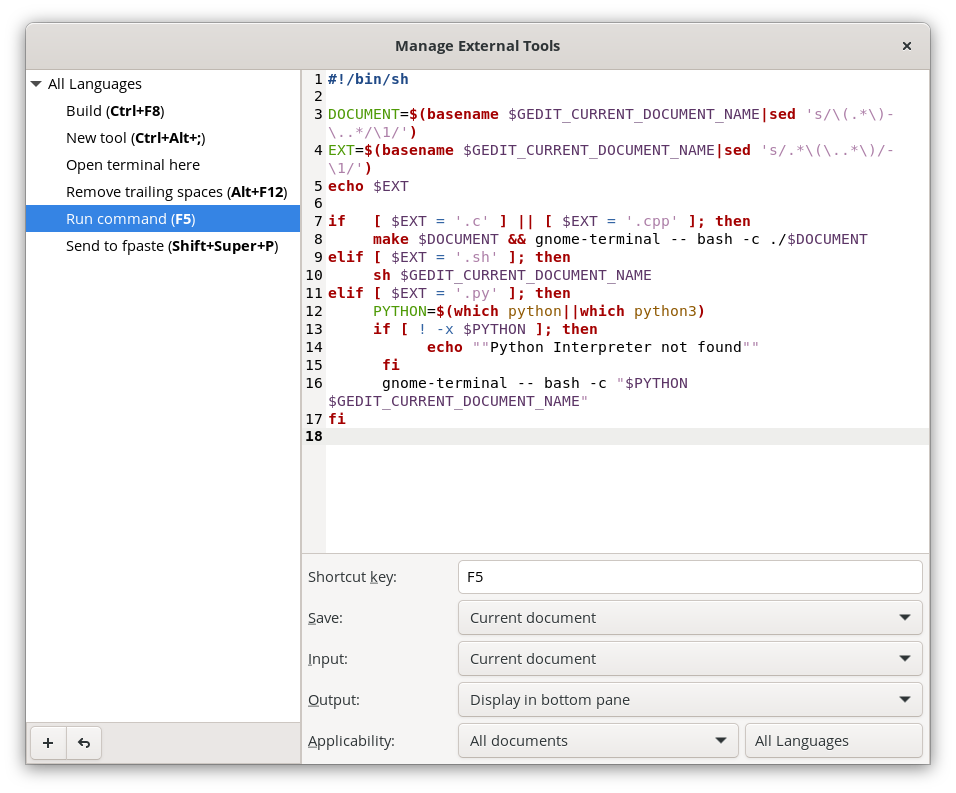 Manage External Tools
All Languages
Build (Ctrl+F8)
New tool (Ctrl+Alt+;)
Open terminal here
Remove trailing spaces (Alt+F12)
Run command (F5)
Send to fpaste (Shift+Super+P)
1 #!/bin/sh
2
3 DOCUMENT=$(basename $GEDIT_CURRENT_DOCUMENT_NAME|sed 's/\(.*\)-
\..*/\1/')
4 EXT=$(basename $GEDIT_CURRENT_DOCUMENT_NAME|sed 's/.*\(\..*\)/-
\1/')
5 echo $EXT
6
7 if   [ $EXT = '.c' ] || [ $EXT = '.cpp' ]; then
8      make $DOCUMENT && gnome-terminal -- bash -c ./$DOCUMENT
9 elif [ $EXT = '.sh' ]; then
10      sh $GEDIT_CURRENT_DOCUMENT_NAME
11 elif [ $EXT = '.py' ]; then
12      PYTHON=$(which python||which python3)
13      if [ ! -x $PYTHON ]; then
14            echo ""Python Interpreter not found""
15       fi
16       gnome-terminal -- bash -c "$PYTHON
$GEDIT_CURRENT_DOCUMENT_NAME"
17 fi
18
Shortcut key: F5
Save: Current document
Input: Current document
Output: Display in bottom pane
Applicability: All documents All Languages